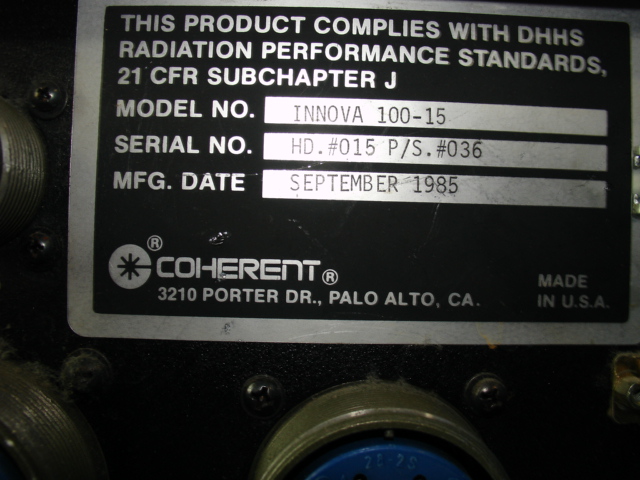 THIS PRODUCT COMPLIES WITH DHHS
RADIATION PERFORMANCE STANDARDS,
21 CFR SUBCHAPTER J
MODEL NO. INNOVA 100-15
SERIAL NO. HD.#015 P/S.#036
MFG. DATE SEPTEMBER 1985
® COHERENT®
3210 PORTER DR., PALO ALTO, CA.
MADE
IN U.S.A.